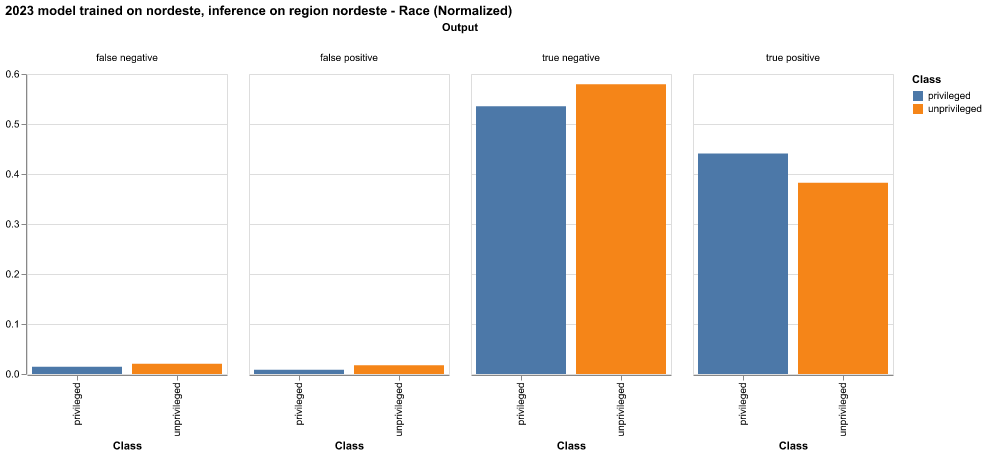 2023 model trained on nordeste, inference on region nordeste - Race (Normalized)
Output
false negative
false positive
true negative
true positive
0.6
0.5
0.4
0.3
0.2
0.1
0.0
privileged
unprivileged
privileged
unprivileged
privileged
unprivileged
privileged
unprivileged
Class
Class
Class
Class
Class
privileged
unprivileged